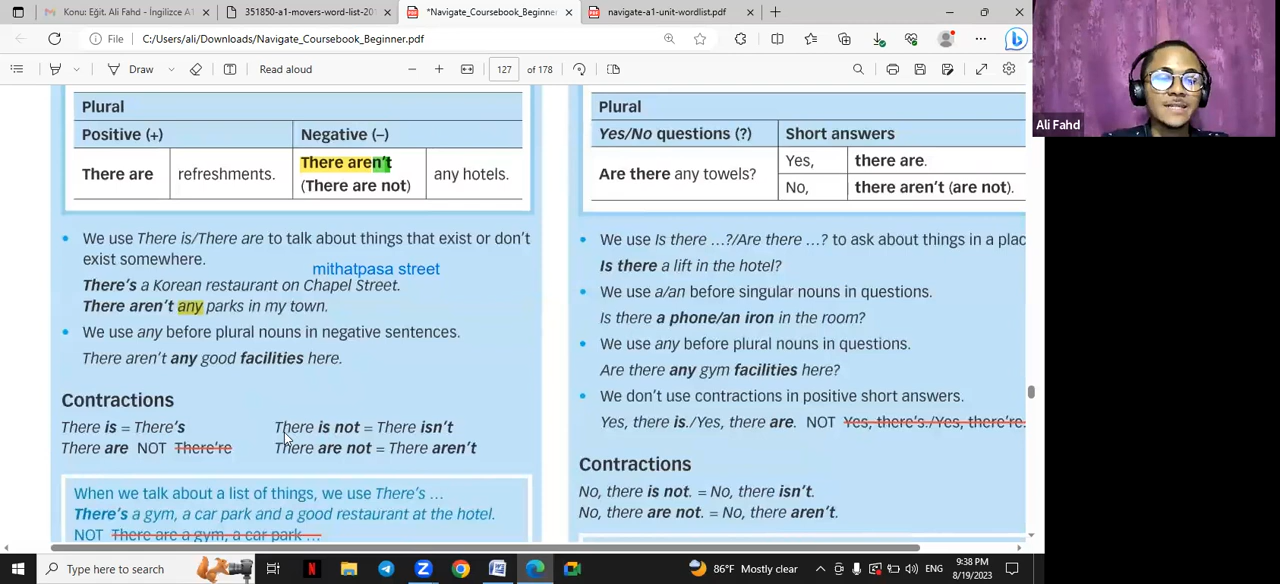 Konu: Eğt. Ali Fahd - İngilizce A1
351850-a1-movers-word-list-201
*Navigate_Coursebook_Beginner.
navigate-a1-unit-wordlist.pdf
File C:/Users/ali/Downloads/Navigate_Coursebook_Beginner.pdf
Draw Read aloud 127 of 178
Ali Fahd
Plural
Positive (+) Negative (–)
There are refreshments. There aren't (There are not) any hotels.
We use There is/There are to talk about things that exist or don't
exist somewhere.
mithatpasa street
There's a Korean restaurant on Chapel Street.
There aren't any parks in my town.
We use any before plural nouns in negative sentences.
There aren't any good facilities here.
Contractions
There is = There's There is not = There isn't
There are NOT There're There are not = There aren't
When we talk about a list of things, we use There's ...
There's a gym, a car park and a good restaurant at the hotel.
NOT There are a gym, a car park ...
Plural
Yes/No questions (?) Short answers
Are there any towels? Yes, there are.
No, there aren't (are not).
We use Is there ...?/Are there ...? to ask about things in a plac
Is there a lift in the hotel?
We use a/an before singular nouns in questions.
Is there a phone/an iron in the room?
We use any before plural nouns in questions.
Are there any gym facilities here?
We don't use contractions in positive short answers.
Yes, there is./Yes, there are. NOT Yes, there's./Yes, there're.
Contractions
No, there is not. = No, there isn't.
No, there are not. = No, there aren't.
Type here to search
86°F Mostly clear ENG
9:38 PM
8/19/2023